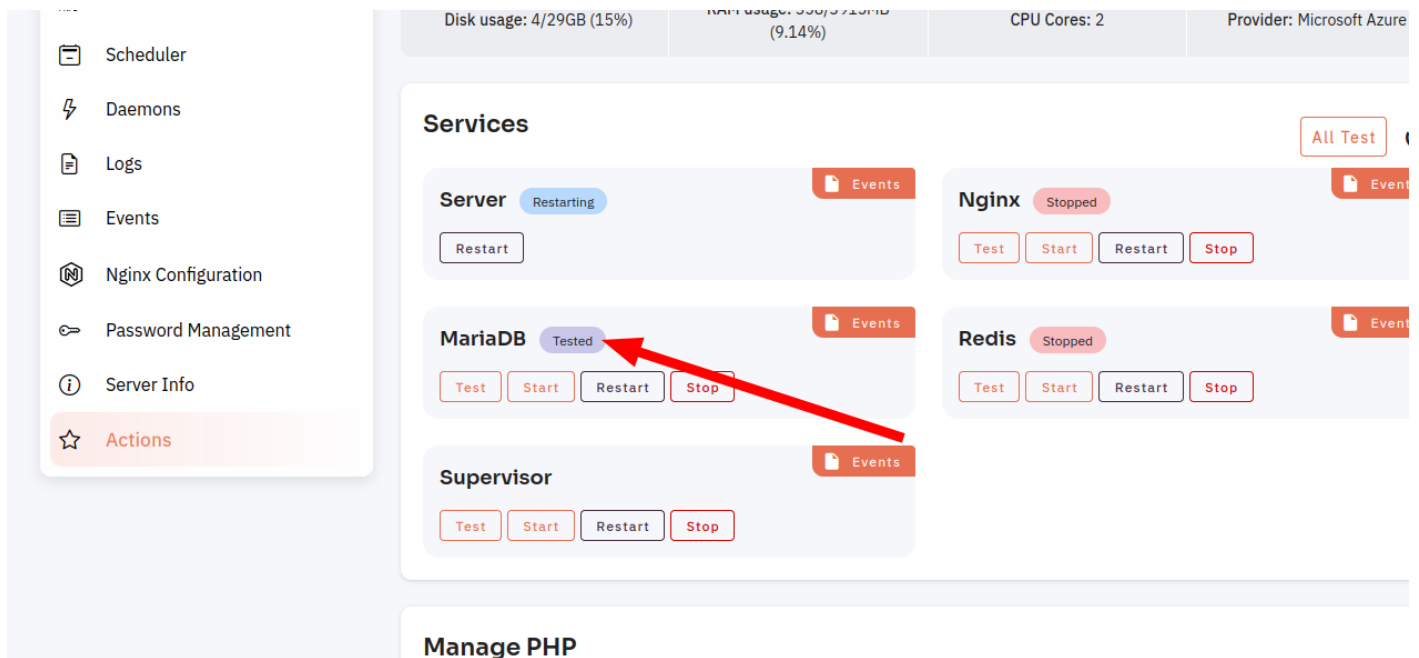 Disk usage: 4/29GB (15%)
(9.14%)
CPU Cores: 2
Provider: Microsoft Azure
Scheduler
Daemons
Logs
Events
Nginx Configuration
Password Management
Server Info
Actions
Services
All Test
Server Restarting
Events
Restart
Nginx Stopped
Test Start Restart Stop
MariaDB Tested
Events
Test Start Restart Stop
Redis Stopped
Test Start Restart Stop
Supervisor
Events
Test Start Restart Stop
Manage PHP